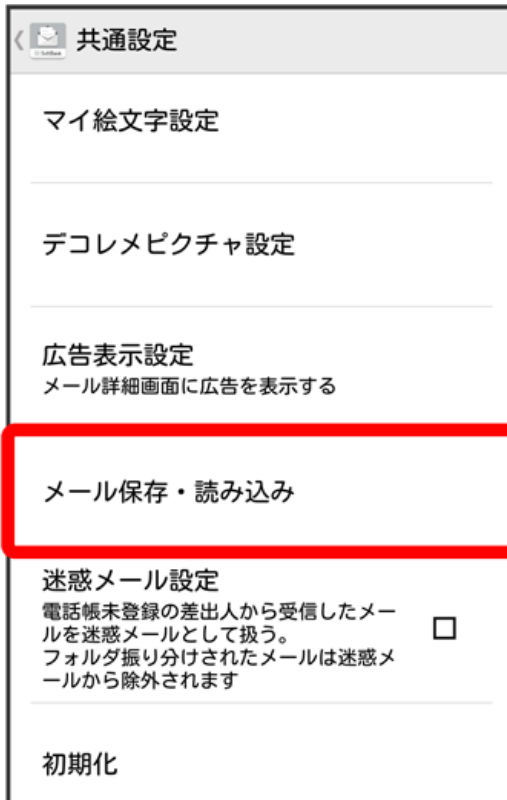 共通設定
マイ絵文字設定
デコレメピクチャ設定
広告表示設定
メール詳細画面に広告を表示する
メール保存・読み込み
迷惑メール設定
電話帳未登録の差出人から受信したメー
ルを迷惑メールとして扱う。
フォルダ振り分けされたメールは迷惑メ
ールから除外されます
初期化